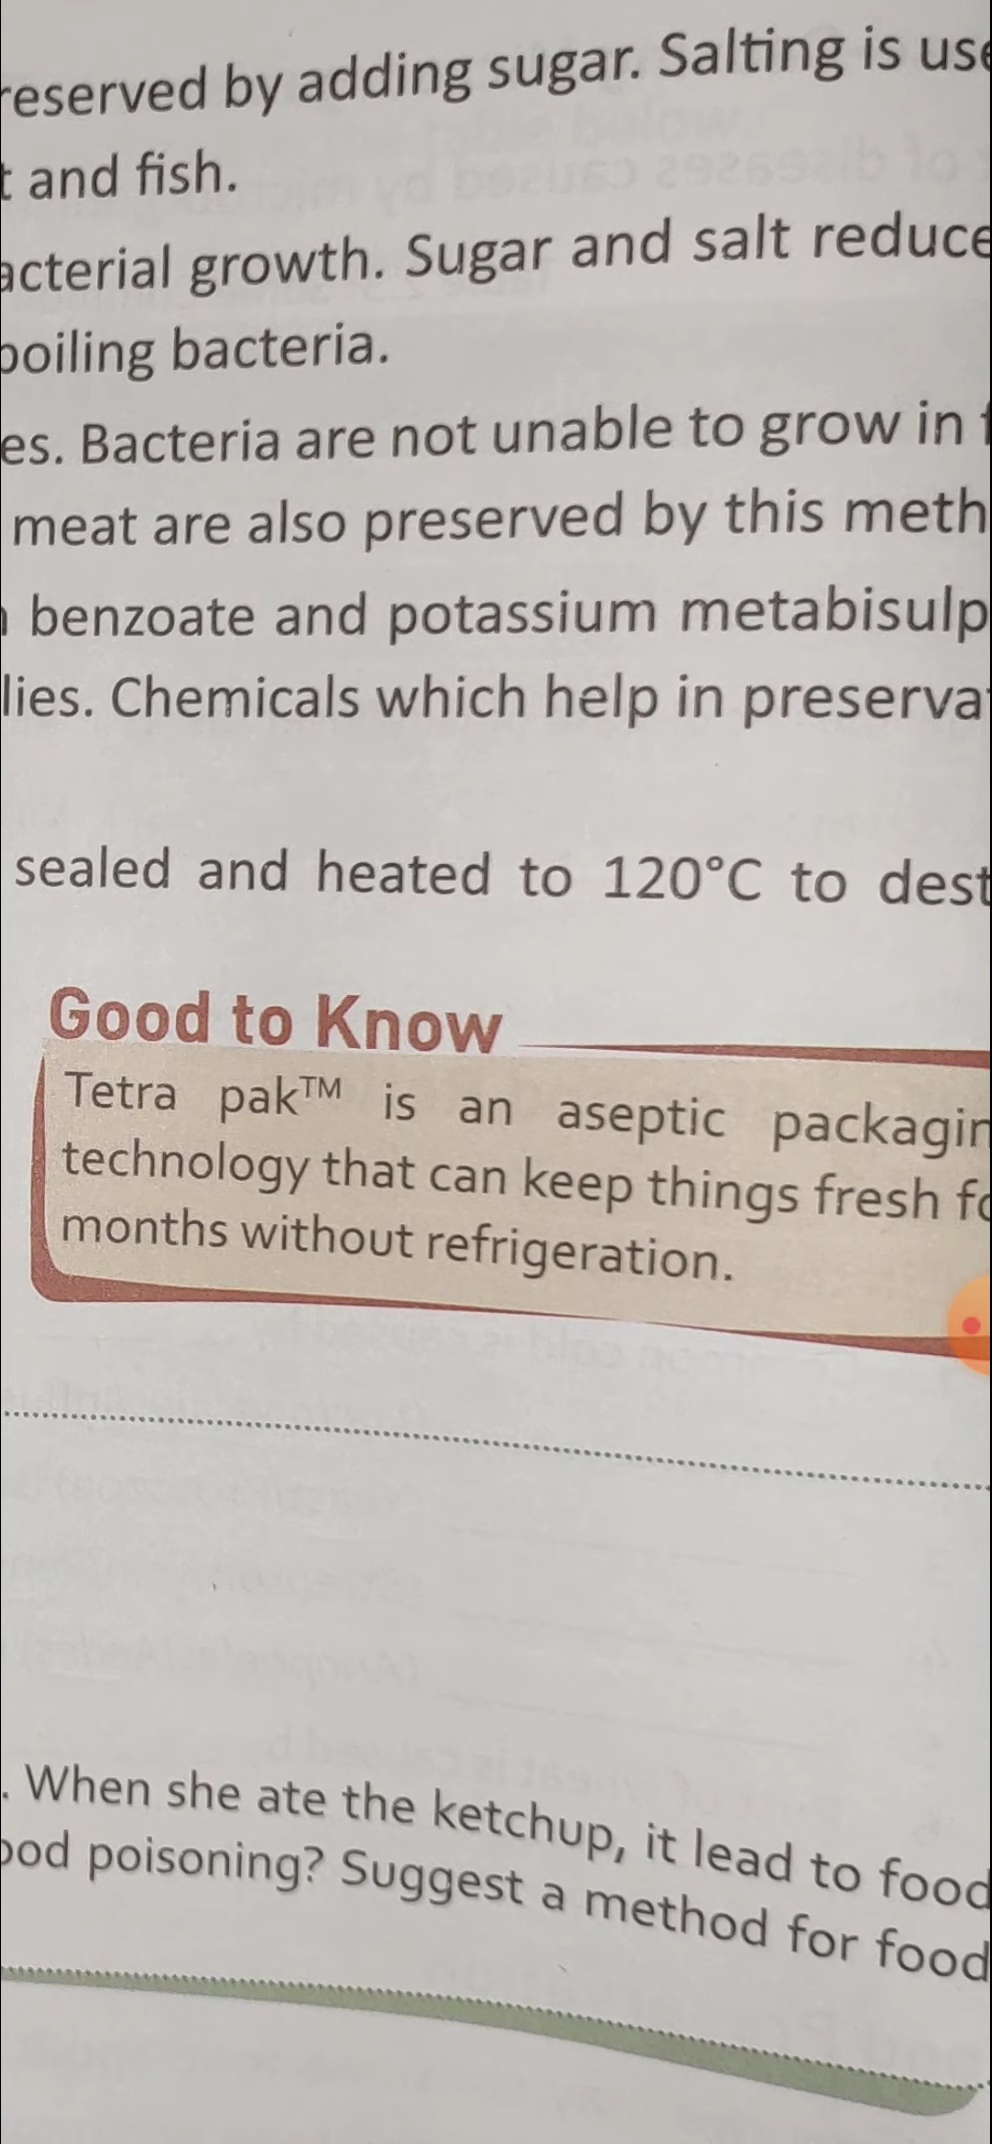 reserved by adding sugar. Salting is use
t and fish.
acterial growth. Sugar and salt reduce
poiling bacteria.
es. Bacteria are not unable to grow in f
meat are also preserved by this meth
benzoate and potassium metabisulp
lies. Chemicals which help in preserva
sealed and heated to 120°C to dest
Good to Know
Tetra pak™ is an aseptic packagin
technology that can keep things fresh fo
months without refrigeration.
. When she ate the ketchup, it lead to food
ood poisoning? Suggest a method for food